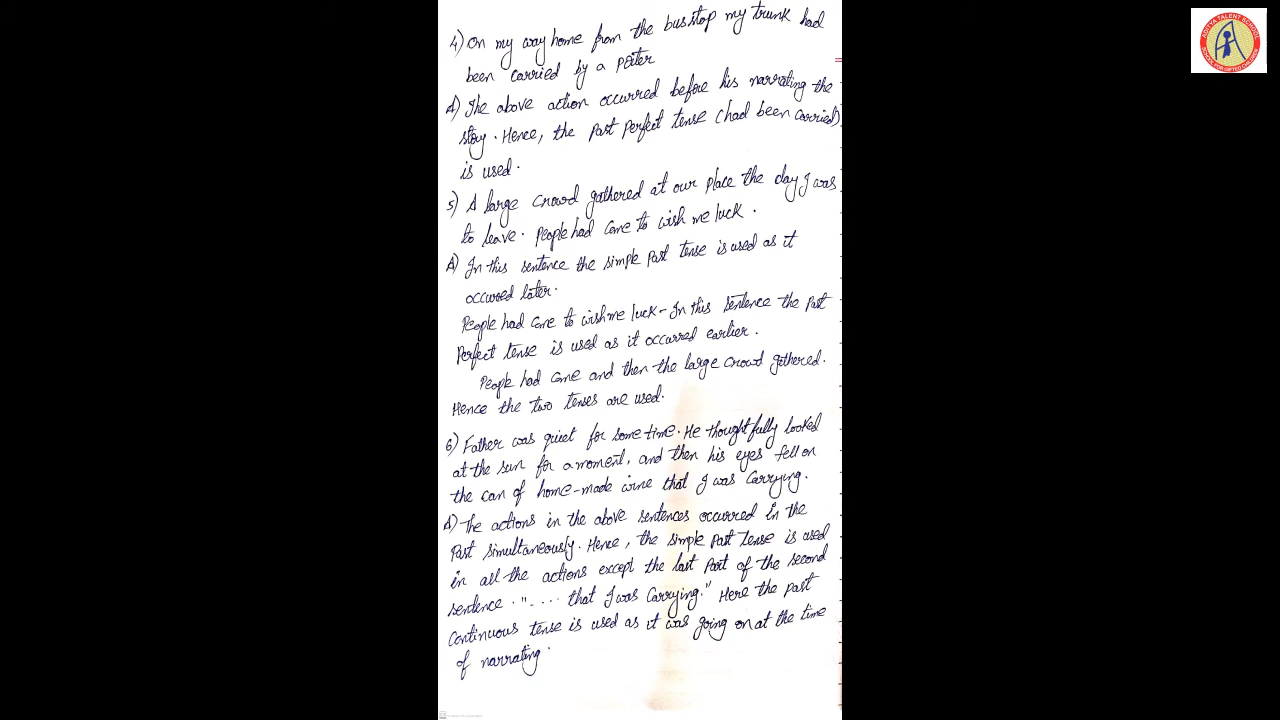 4) On my way home from the bus stop my trunk had
been carried by a porter
A) The above action occurred before his narrating the
story. Hence, the past perfect tense (had been carried)
is used.
5) A large crowd gathered at our place the day I was
to leave. People had come to wish me luck.
A) In this sentence the simple past tense is used as it
occured later.
People had come to wish me luck - In this sentence the past
perfect tense is used as it occurred earlier.
People had come and then the large crowd gathered.
Hence the two tenses are used.
6) Father was quiet for some time. He thoughtfully looked
at the sun for a moment, and then his eyes fell on
the can of home-made wine that I was carrying.
A) The actions in the above sentences occurred in the
past simultaneously. Hence, the simple past tense is used
in all the actions except the last part of the second
sentence. "..... that I was carrying." Here the past
continuous tense is used as it was going on at the time
of narrating.
ADITYA TALENT SCHOOL
SCHOOL FOR GIFTED CHILDREN